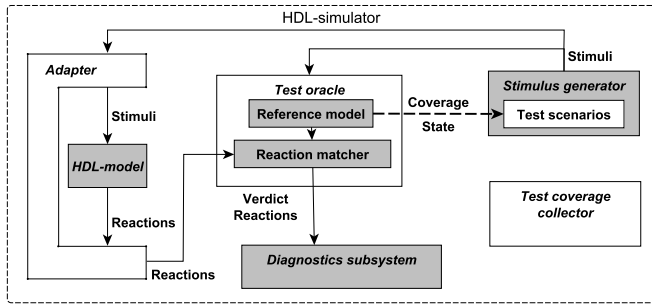 HDL-simulator
Adapter
Stimuli
HDL-model
Reactions
Reactions
Test oracle
Reference model
Reaction matcher
Verdict
Reactions
Diagnostics subsystem
Coverage
State
Stimuli
Stimulus generator
Test scenarios
Test coverage
collector